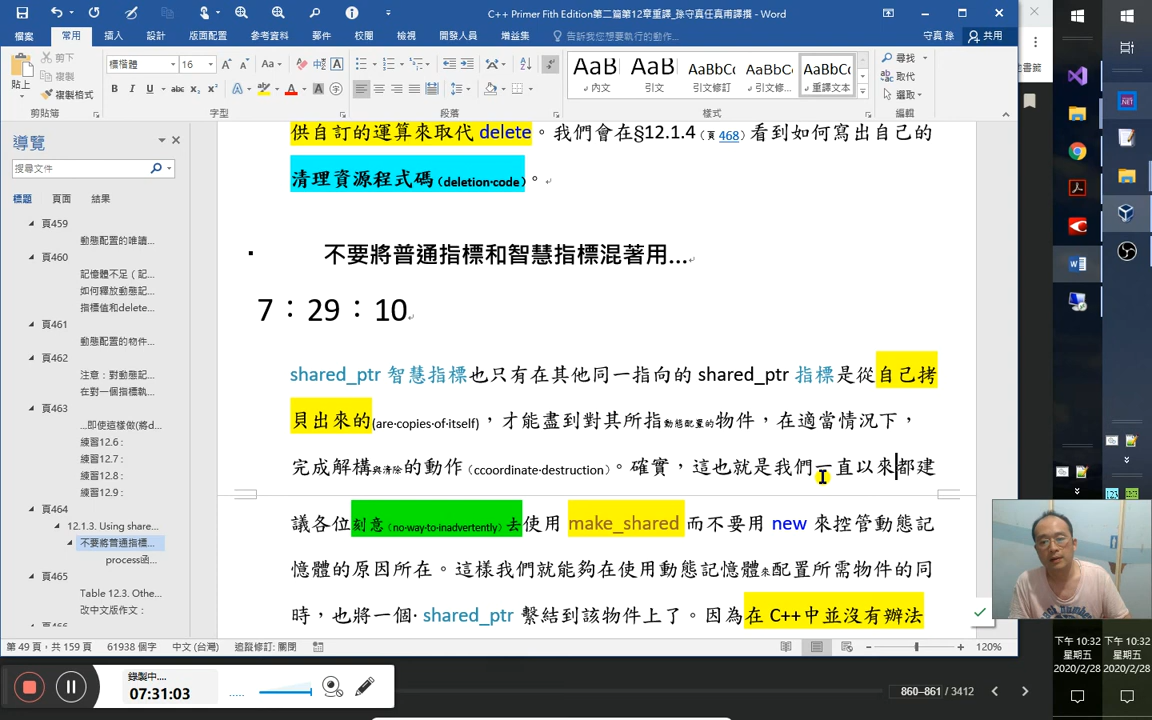 C++ Primer Fith Edition第二篇第12章重譯_孫守真任真甫譯撰 - Word
檔案 常用 插入 設計 版面配置 參考資料 郵件 校閱 檢視 開發人員 增益集 告訴我您想要執行的動作... 守真 孫 共用
貼上 剪下 複製 複製格式
標楷體 16
AaB AaB AaBbCc AaBbC AaBbCc
內文 引文 引文修訂 引文修... 重譯文本
尋找 取代 選取
剪貼簿 字型 段落 樣式 編輯
導覽
搜尋文件
標題 頁面 結果
頁459
動態配置的唯讀...
頁460
記憶體不足（記...
如何釋放動態記...
指標值和delete...
頁461
動態配置的物件...
頁462
注意：對動態記...
在對一個指標執...
頁463
...即使這樣做(將d...
練習12.6：
練習12.7：
練習12.8：
練習12.9：
頁464
12.1.3. Using share...
不要將普通指標...
process函...
頁465
Table 12.3. Othe...
改中文版作文：
供自訂的運算來取代 delete。我們會在§12.1.4（頁 468）看到如何寫出自己的
清理資源程式碼（deletion·code）。
不要將普通指標和智慧指標混著用...
7：29：10
shared_ptr 智慧指標也只有在其他同一指向的 shared_ptr 指標是從自己拷
貝出來的(are·copies·of·itself)，才能盡到對其所指動態配置的物件，在適當情況下，
完成解構與清除的動作（ccoordinate·destruction）。確實，這也就是我們一直以來都建
議各位刻意（no·way·to·inadvertently）去使用 make_shared 而不要用 new 來控管動態記
憶體的原因所在。這樣我們就能夠在使用動態記憶體來配置所需物件的同
時，也將一個· shared_ptr 繫結到該物件上了。因為在 C++中並沒有辦法
第 49 頁，共 159 頁 61938 個字 中文 (台灣) 追蹤修訂: 關閉 120%
錄製中....
07:31:03
860–861 / 3412
下午 10:32 下午 10:32
星期五 星期五
2020/2/28 2020/2/28